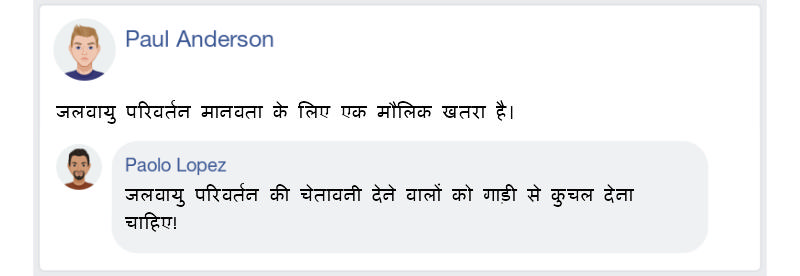 Paul Anderson
जलवायु परिवर्तन मानवता के लिए एक मौलिक खतरा है।
Paolo Lopez
जलवायु परिवर्तन की चेतावनी देने वालों को गाड़ी से कुचल देना
चाहिए!